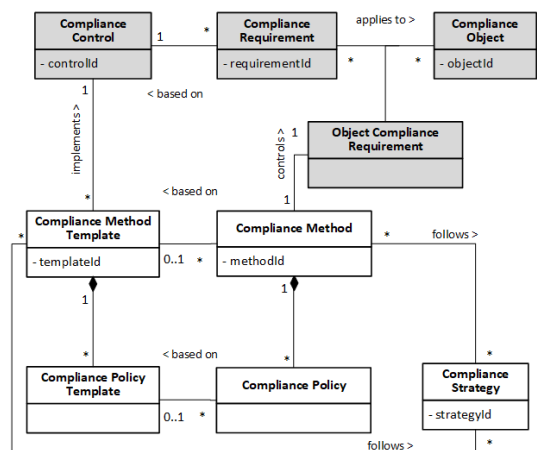 Compliance
Control
- controlId
1
*
Compliance
Requirement
- requirementId
applies to >
*
*
Compliance
Object
- objectId
1
< based on
implements >
*
Object Compliance
Requirement
1
controls >
1
< based on
*
Compliance Method
Template
- templateId
0..1
*
Compliance Method
- methodId
*
follows >
1
1
*
*
*
< based on
Compliance Policy
Template
0..1
*
Compliance Policy
Compliance
Strategy
- strategyId
follows >
*